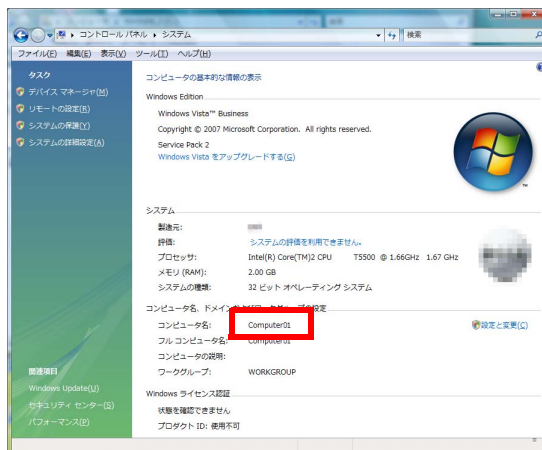 コントロール パネル ▸ システム
検索
ファイル(F) 編集(E) 表示(V) ツール(T) ヘルプ(H)
タスク
デバイス マネージャ(M)
リモートの設定(R)
システムの保護(Y)
システムの詳細設定(A)
コンピュータの基本的な情報の表示
Windows Edition
Windows Vista™ Business
Copyright © 2007 Microsoft Corporation. All rights reserved.
Service Pack 2
Windows Vista をアップグレードする(G)
システム
製造元:
評価: システムの評価を利用できません。
プロセッサ: Intel(R) Core(TM)2 CPU T5500 @ 1.66GHz 1.67 GHz
メモリ (RAM): 2.00 GB
システムの種類: 32 ビット オペレーティング システム
コンピュータ名、ドメイン の設定
コンピュータ名: Computer01
設定と変更(C)
フル コンピュータ名: Computer01
コンピュータの説明:
ワークグループ: WORKGROUP
Windows ライセンス認証
状態を確認できません
プロダクト ID: 使用不可
関連項目
Windows Update(U)
セキュリティ センター(S)
パフォーマンス(P)